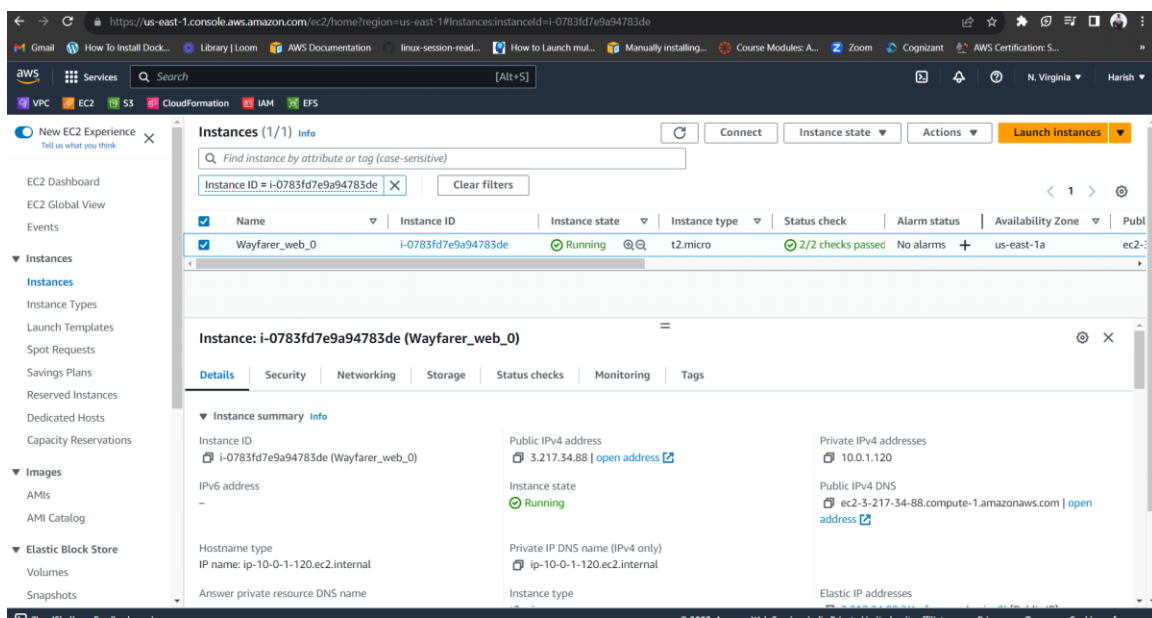 https://us-east-1.console.aws.amazon.com/ec2/home?region=us-east-1#Instances:instanceId=i-0783fd7e9a94783de
Gmail How To Install Dock... Library | Loom AWS Documentation linux-session-read... How to Launch mul... Manually installing... Course Modules: A... Zoom Cognizant AWS Certification: S... »
aws Services Search [Alt+S] N. Virginia Harish
VPC EC2 S3 CloudFormation IAM EFS
New EC2 Experience
Tell us what you think
EC2 Dashboard
EC2 Global View
Events
Instances
Instances
Instance Types
Launch Templates
Spot Requests
Savings Plans
Reserved Instances
Dedicated Hosts
Capacity Reservations
Images
AMIs
AMI Catalog
Elastic Block Store
Volumes
Snapshots
Instances (1/1) Info Connect Instance state Actions Launch instances
Find instance by attribute or tag (case-sensitive)
Instance ID = i-0783fd7e9a94783de Clear filters 1
Name Instance ID Instance state Instance type Status check Alarm status Availability Zone Publ
Wayfarer_web_0 i-0783fd7e9a94783de Running t2.micro 2/2 checks passed No alarms + us-east-1a
Instance: i-0783fd7e9a94783de (Wayfarer_web_0)
Details Security Networking Storage Status checks Monitoring Tags
Instance summary Info
Instance ID Public IPv4 address Private IPv4 addresses
i-0783fd7e9a94783de (Wayfarer_web_0) 3.217.34.88 | open address 10.0.1.120
IPv6 address Instance state Public IPv4 DNS
– Running ec2-3-217-34-88.compute-1.amazonaws.com | open
address
Hostname type Private IP DNS name (IPv4 only)
IP name: ip-10-0-1-120.ec2.internal ip-10-0-1-120.ec2.internal
Answer private resource DNS name Instance type Elastic IP addresses